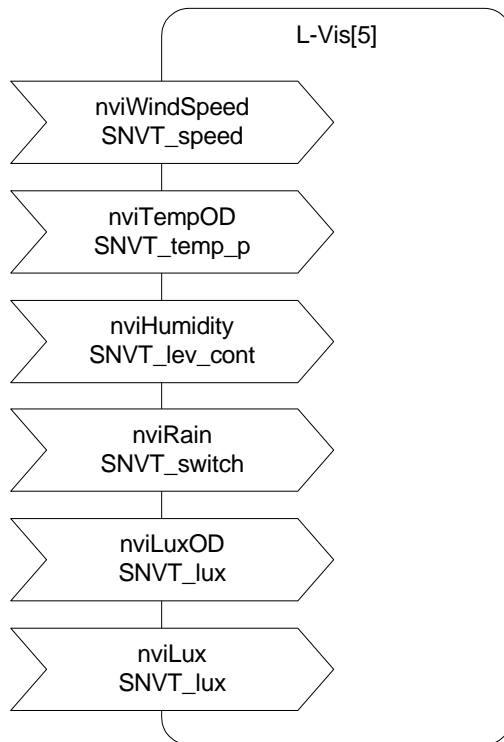 L-Vis[5]
nviWindSpeed
SNVT_speed
nviTempOD
SNVT_temp_p
nviHumidity
SNVT_lev_cont
nviRain
SNVT_switch
nviLuxOD
SNVT_lux
nviLux
SNVT_lux